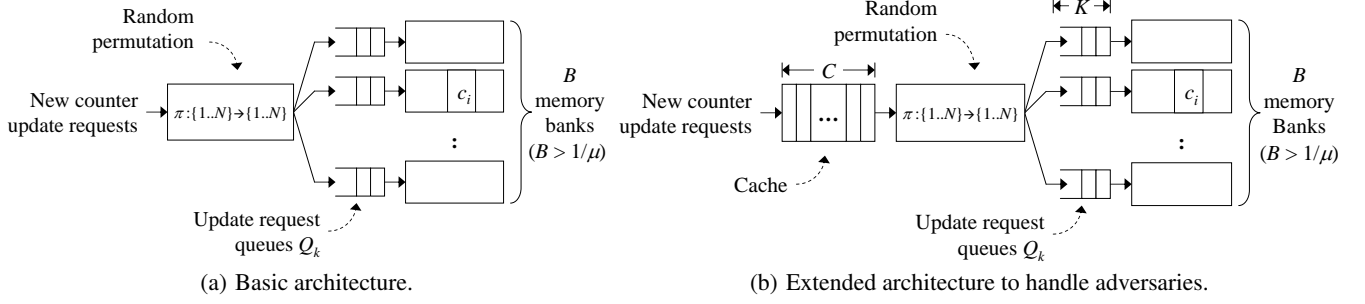 Random
permutation
New counter
update requests
π:{1..N}→{1..N}
c_i
:
B
memory
banks
(B > 1/μ)
Update request
queues Q_k
(a) Basic architecture.
K
Random
permutation
C
New counter
update requests
...
π:{1..N}→{1..N}
c_i
:
B
memory
Banks
(B > 1/μ)
Cache
Update request
queues Q_k
(b) Extended architecture to handle adversaries.